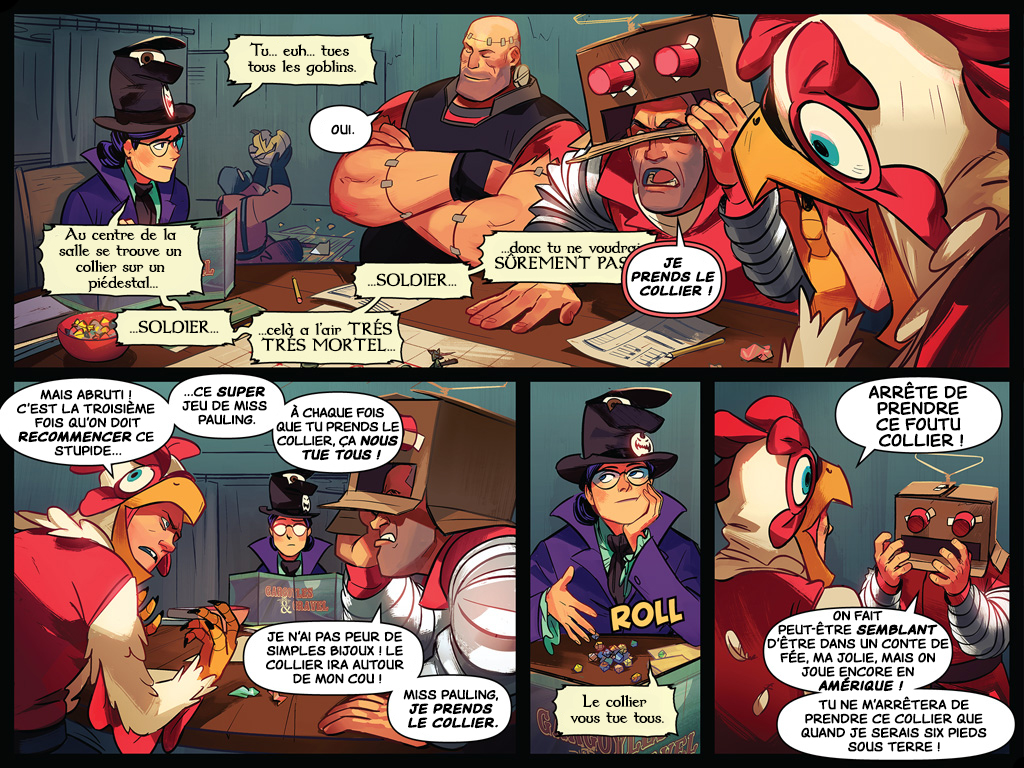 Tu... euh... tues
tous les goblins.
OUI.
Au centre de la
salle se trouve un
collier sur un
piédestal...
...SOLDIER...
...celà a l'air TRÉS
TRÉS MORTEL...
SOLDIER...
...donc tu ne voudrai
SÛREMENT PAS
JE
PRENDS LE
COLLIER !
MAIS ABRUTI !
C'EST LA TROISIÈME
FOIS QU'ON DOIT
RECOMMENCER CE
STUPIDE...
...CE SUPER
JEU DE MISS
PAULING.
À CHAQUE FOIS
QUE TU PRENDS LE
COLLIER, ÇA NOUS
TUE TOUS !
JE N'AI PAS PEUR DE
SIMPLES BIJOUX ! LE
COLLIER IRA AUTOUR
DE MON COU !
MISS PAULING,
JE PRENDS
LE COLLIER.
ROLL
Le collier
vous tue tous.
ARRÊTE DE
PRENDRE
CE FOUTU
COLLIER !
ON FAIT
PEUT-ÊTRE SEMBLANT
D'ÊTRE DANS UN CONTE DE
FÉE, MA JOLIE, MAIS ON
JOUE ENCORE EN
AMÉRIQUE !
TU NE M'ARRÊTERA DE
PRENDRE CE COLLIER QUE
QUAND JE SERAIS SIX PIEDS
SOUS TERRE !